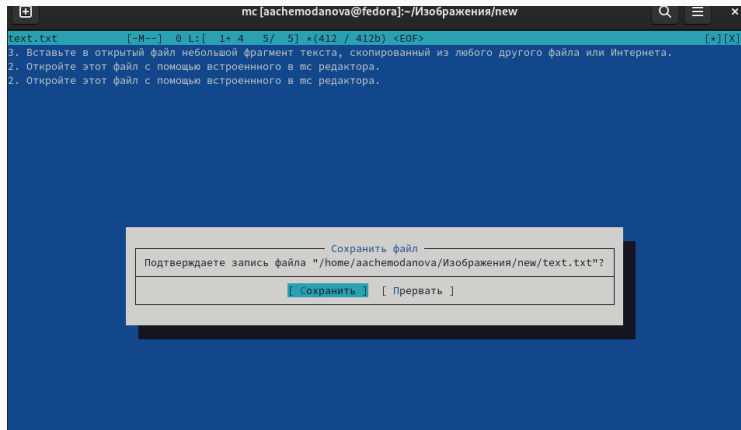 mc [aachemodanova@fedora]:~/Изображения/new
text.txt [-M--] 0 L:[ 1+ 4 5/ 5] *(412 / 412b) <EOF> [*][X]
3. Вставьте в открытый файл небольшой фрагмент текста, скопированный из любого другого файла или Интернета.
2. Откройте этот файл с помощью встроеннного в mc редактора.
2. Откройте этот файл с помощью встроеннного в mc редактора.
Сохранить файл
Подтверждаете запись файла "/home/aachemodanova/Изображения/new/text.txt"?
[ Сохранить ] [ Прервать ]